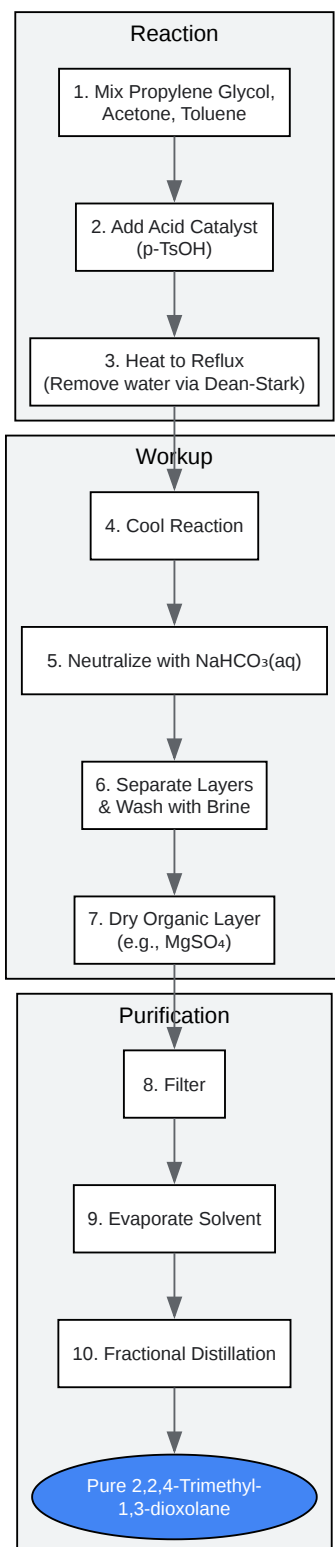 Reaction
1. Mix Propylene Glycol,
Acetone, Toluene
2. Add Acid Catalyst
(p-TsOH)
3. Heat to Reflux
(Remove water via Dean-Stark)
Workup
4. Cool Reaction
5. Neutralize with NaHCO₃(aq)
6. Separate Layers
& Wash with Brine
7. Dry Organic Layer
(e.g., MgSO₄)
Purification
8. Filter
9. Evaporate Solvent
10. Fractional Distillation
Pure 2,2,4-Trimethyl-
1,3-dioxolane